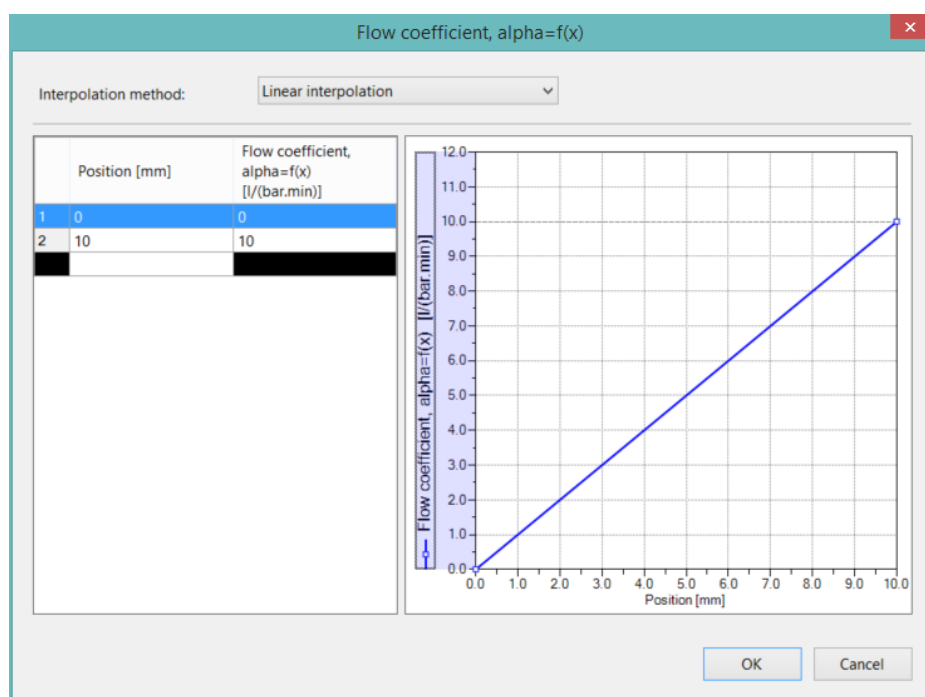 Flow coefficient, alpha=f(x)
Interpolation method:
Linear interpolation
Position [mm]
Flow coefficient,
alpha=f(x)
[l/(bar.min)]
1 0 0
2 10 10
Flow coefficient, alpha=f(x) [l/(bar.min)]
12.0
11.0
10.0
9.0
8.0
7.0
6.0
5.0
4.0
3.0
2.0
1.0
0.0
0.0 1.0 2.0 3.0 4.0 5.0 6.0 7.0 8.0 9.0 10.0
Position [mm]
OK
Cancel